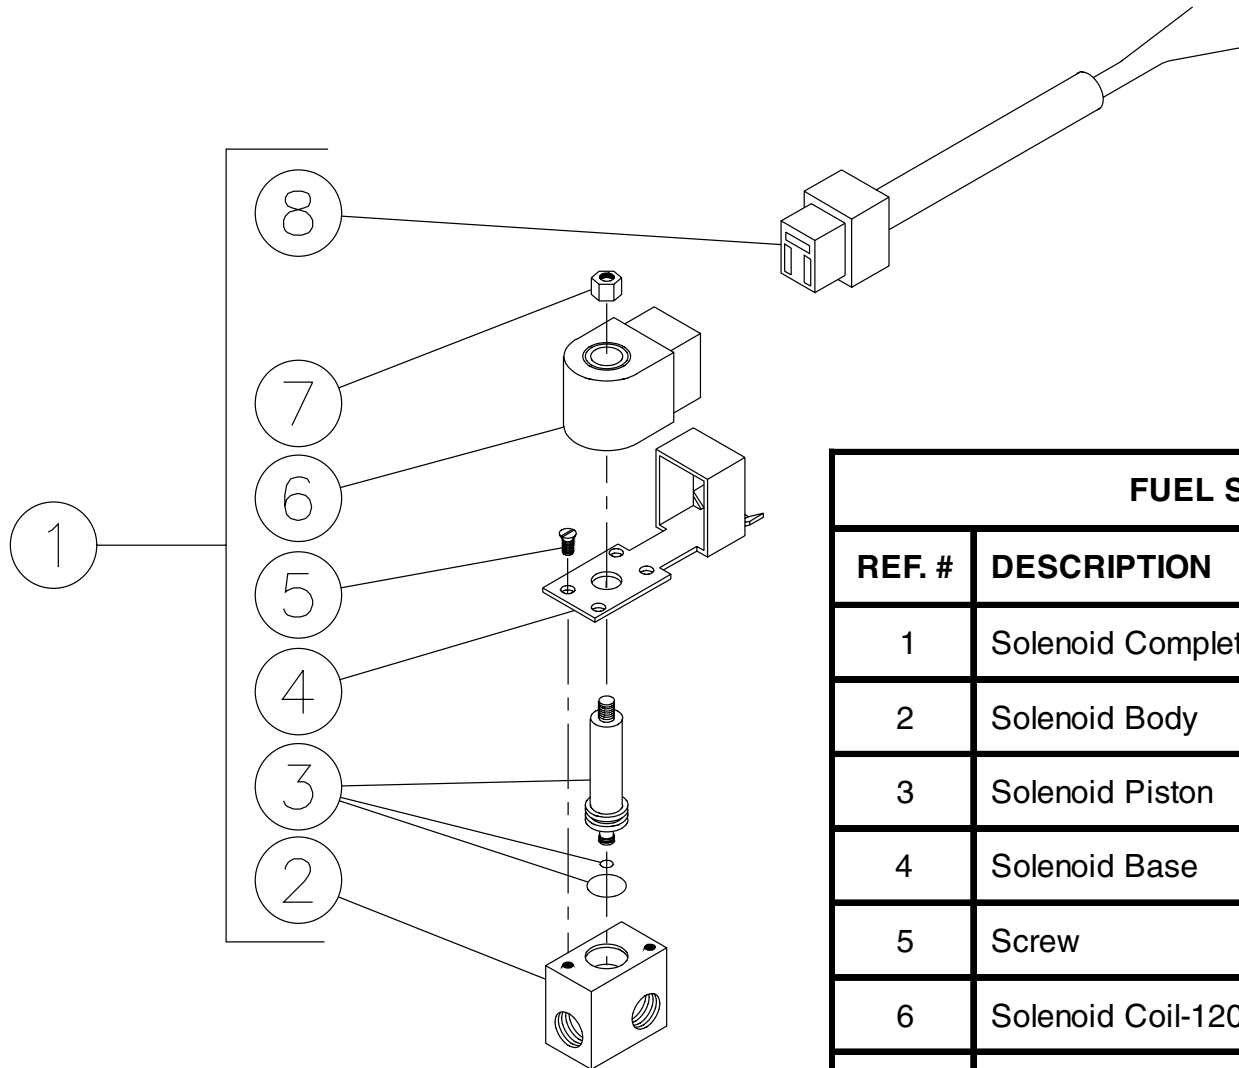 8
7
6
1
5
4
3
2
FUEL S
REF. # DESCRIPTION
1 Solenoid Complet
2 Solenoid Body
3 Solenoid Piston
4 Solenoid Base
5 Screw
6 Solenoid Coil-120